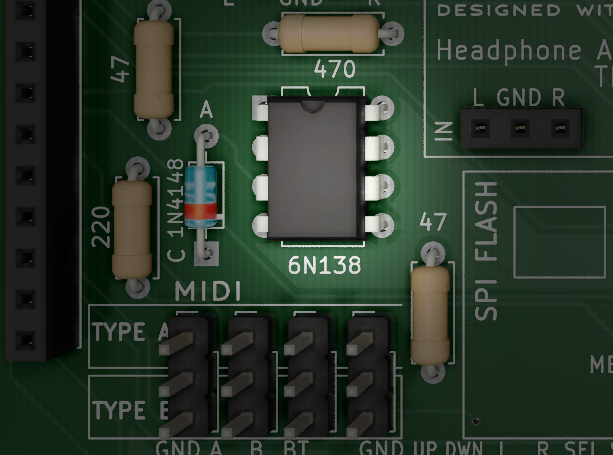 L GND R
DESIGNED WIT
47
470
Headphone A
T
A
L GND R
IN
C 1N4148
220
47
SPI FLASH
6N138
MIDI
TYPE A
ME
TYPE B
GND A B BT GND UP DWN L R SEL S